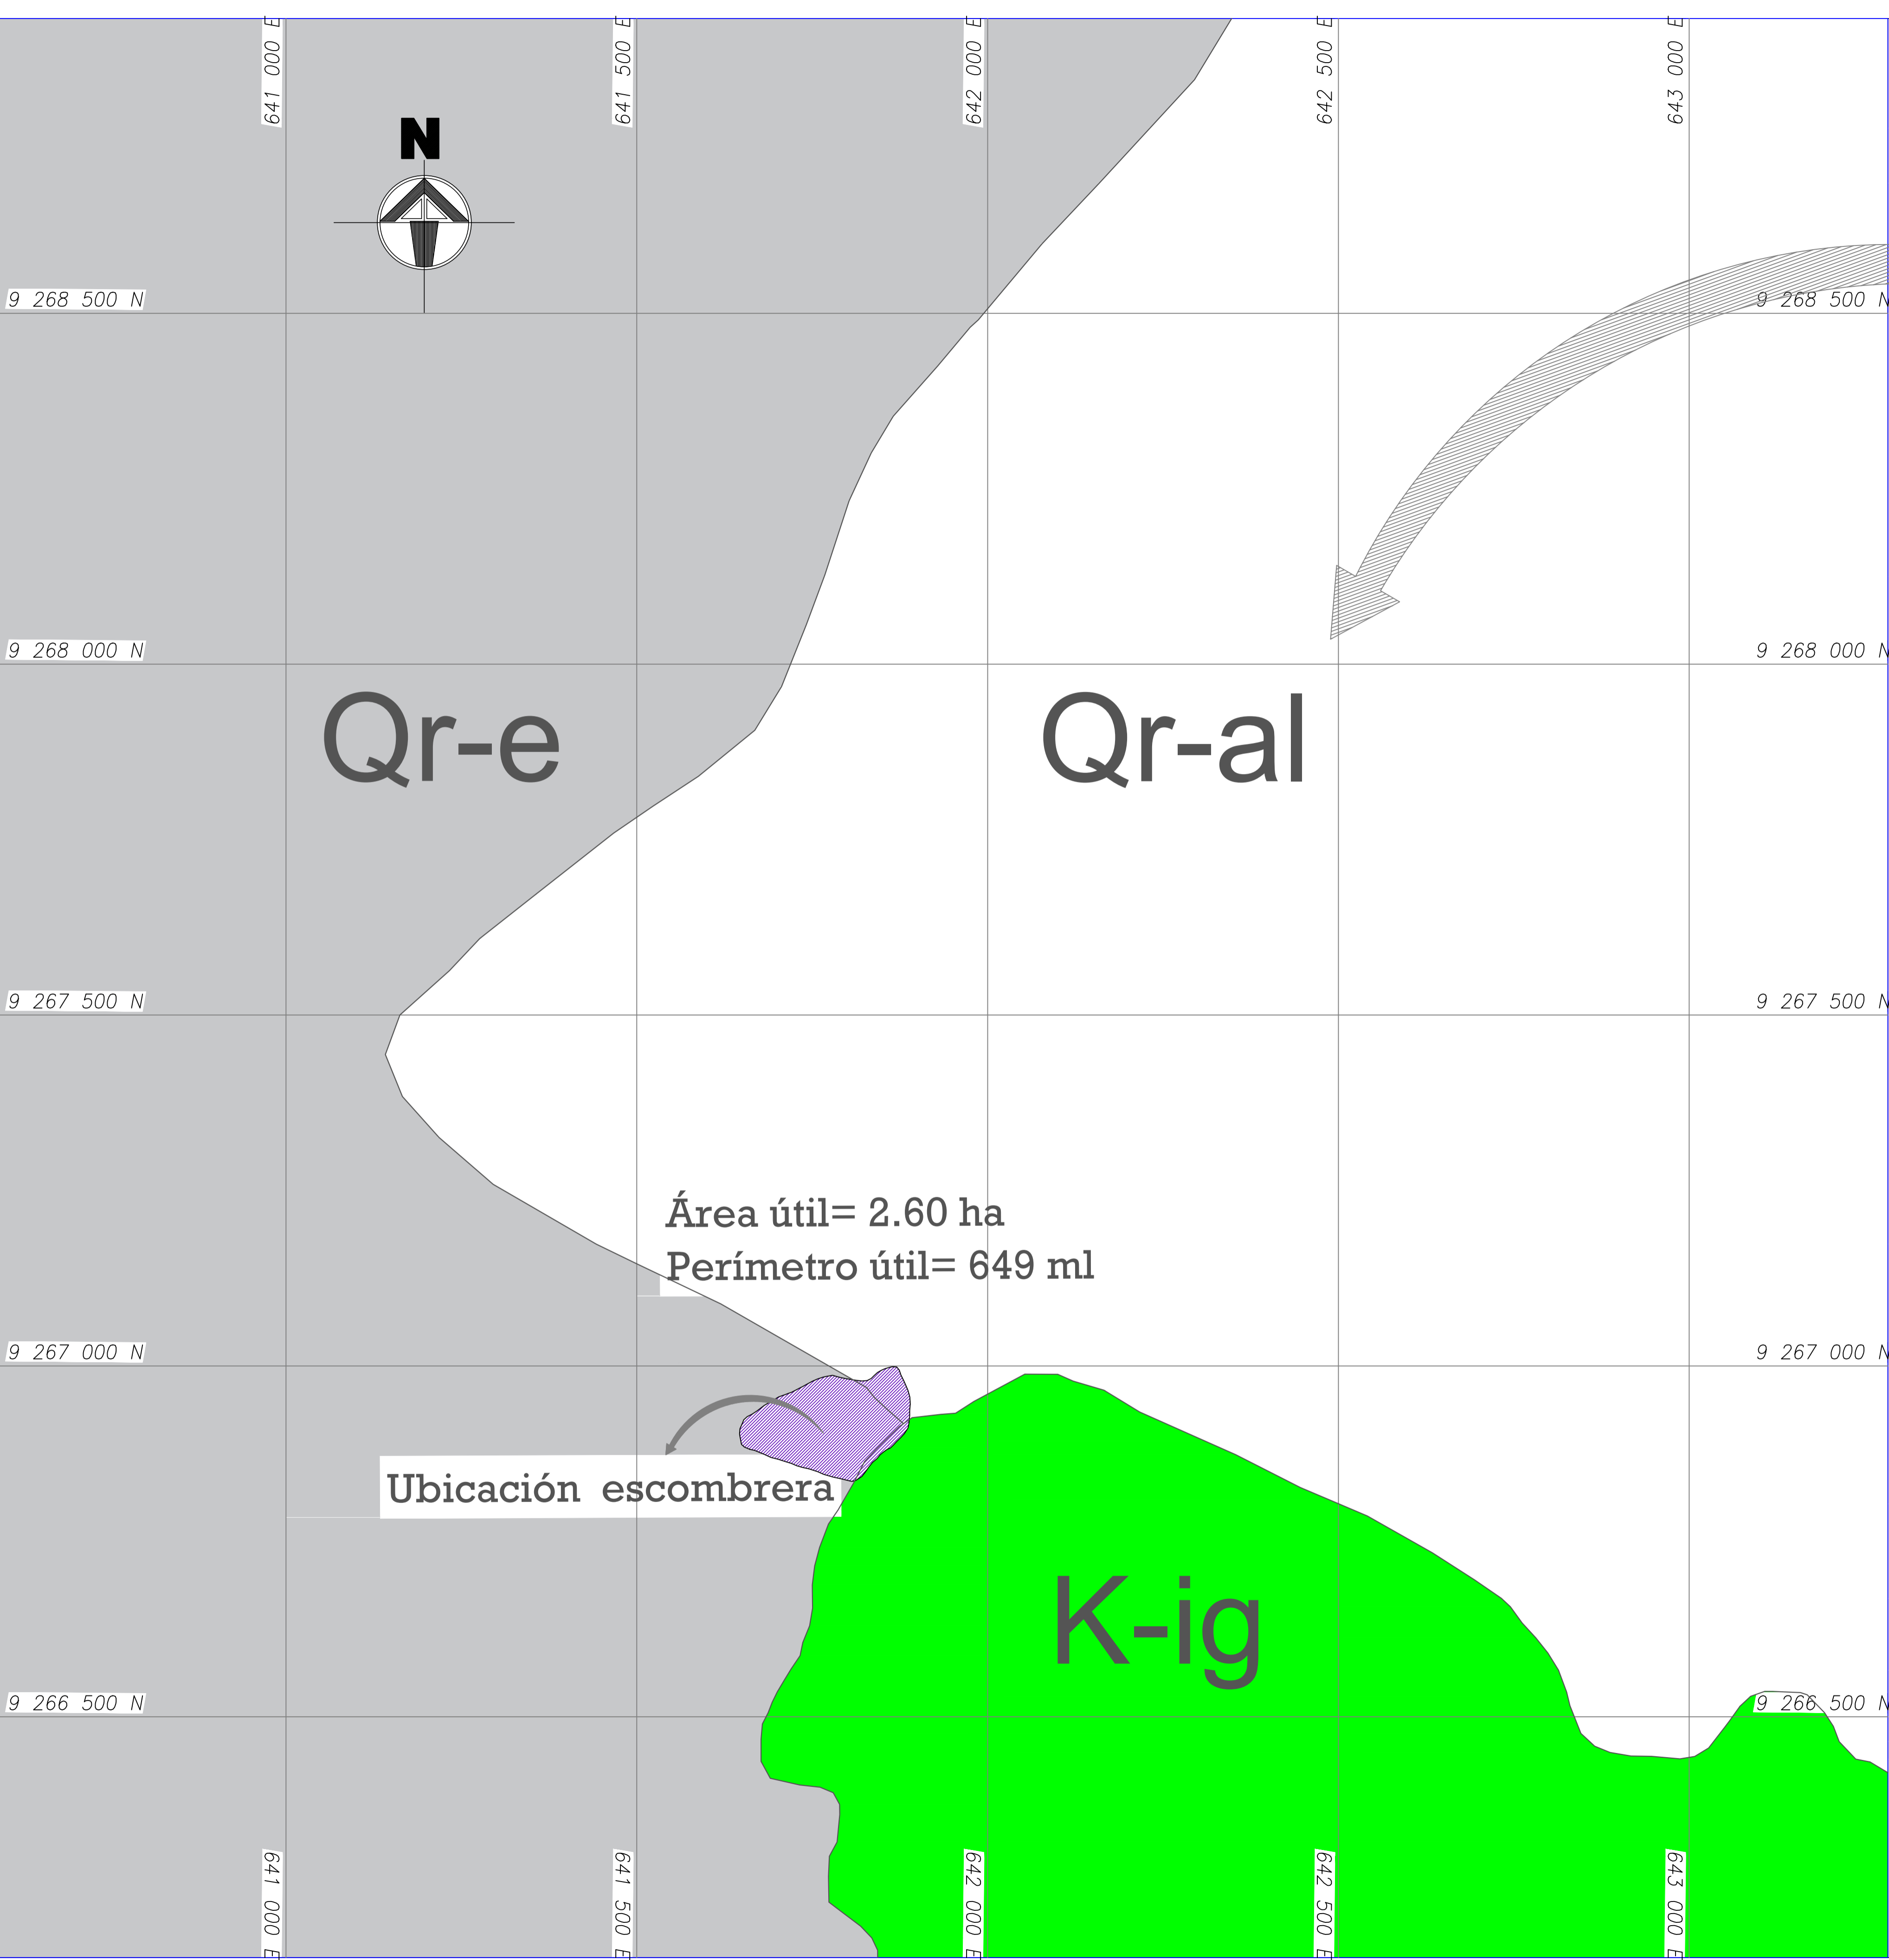 641 000 E
641 500 E
642 000 E
642 500 E
643 000 E
N
9 268 500 N
9 268 500 N
9 268 000 N
9 268 000 N
Qr-e
Qr-al
9 267 500 N
9 267 500 N
Área útil= 2.60 ha
Perímetro útil= 649 ml
9 267 000 N
9 267 000 N
Ubicación escombrera
K-ig
9 266 500 N
9 266 500 N
641 000 E
641 500 E
642 000 E
642 500 E
643 000 E